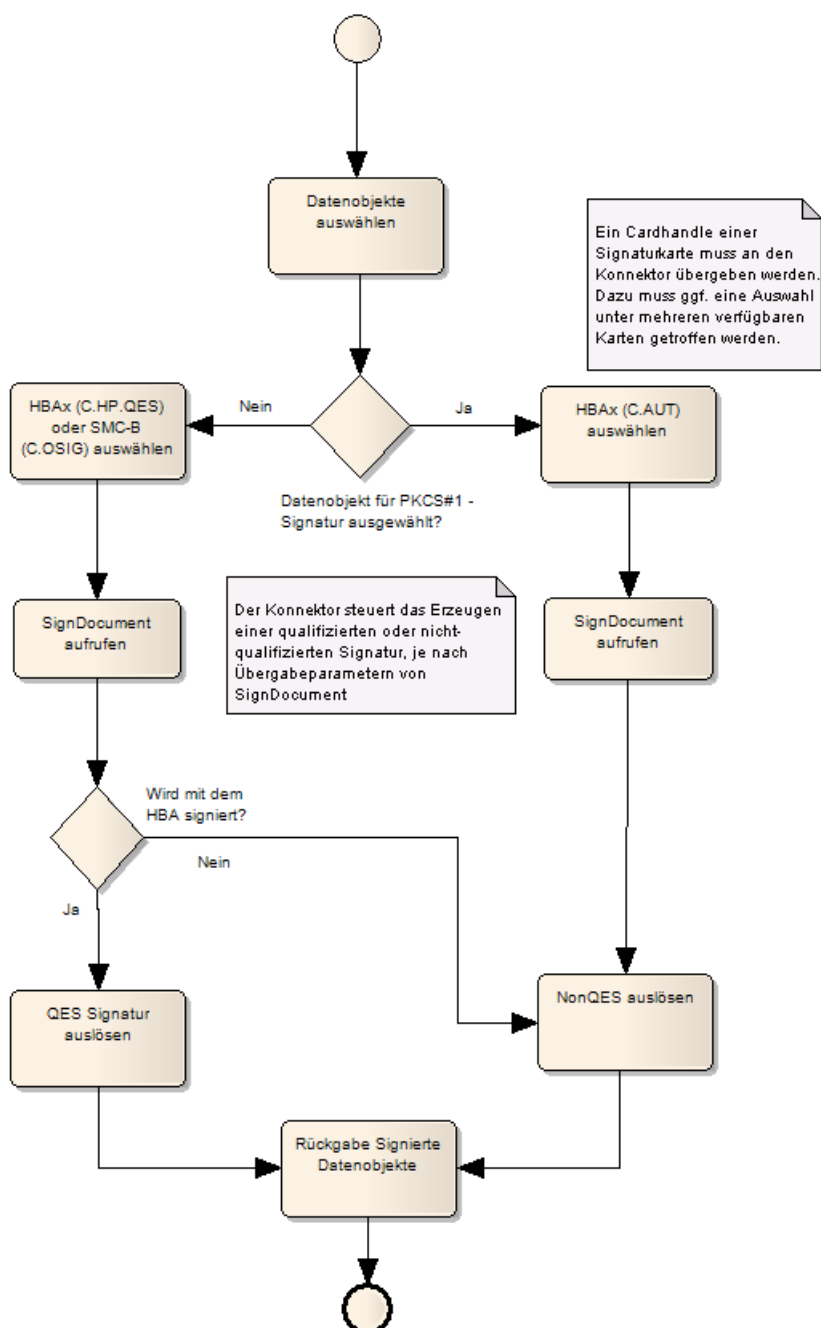 Datenobjekte
auswählen
Ein Cardhandle einer
Signaturkarte muss an den
Konnektor übergeben werden.
Dazu muss ggf. eine Auswahl
unter mehreren verfügbaren
Karten getroffen werden.
HBAx (C.HP.QES)
oder SMC-B
(C.OSIG) auswählen
Nein
Ja
HBAx (C.AUT)
auswählen
Datenobjekt für PKCS#1 -
Signatur ausgewählt?
SignDocument
aufrufen
Der Konnektor steuert das Erzeugen
einer qualifizierten oder nicht-
qualifizierten Signatur, je nach
Übergabeparametern von
SignDocument
SignDocument
aufrufen
Wird mit dem
HBA signiert?
Nein
Ja
QES Signatur
auslösen
NonQES auslösen
Rückgabe Signierte
Datenobjekte